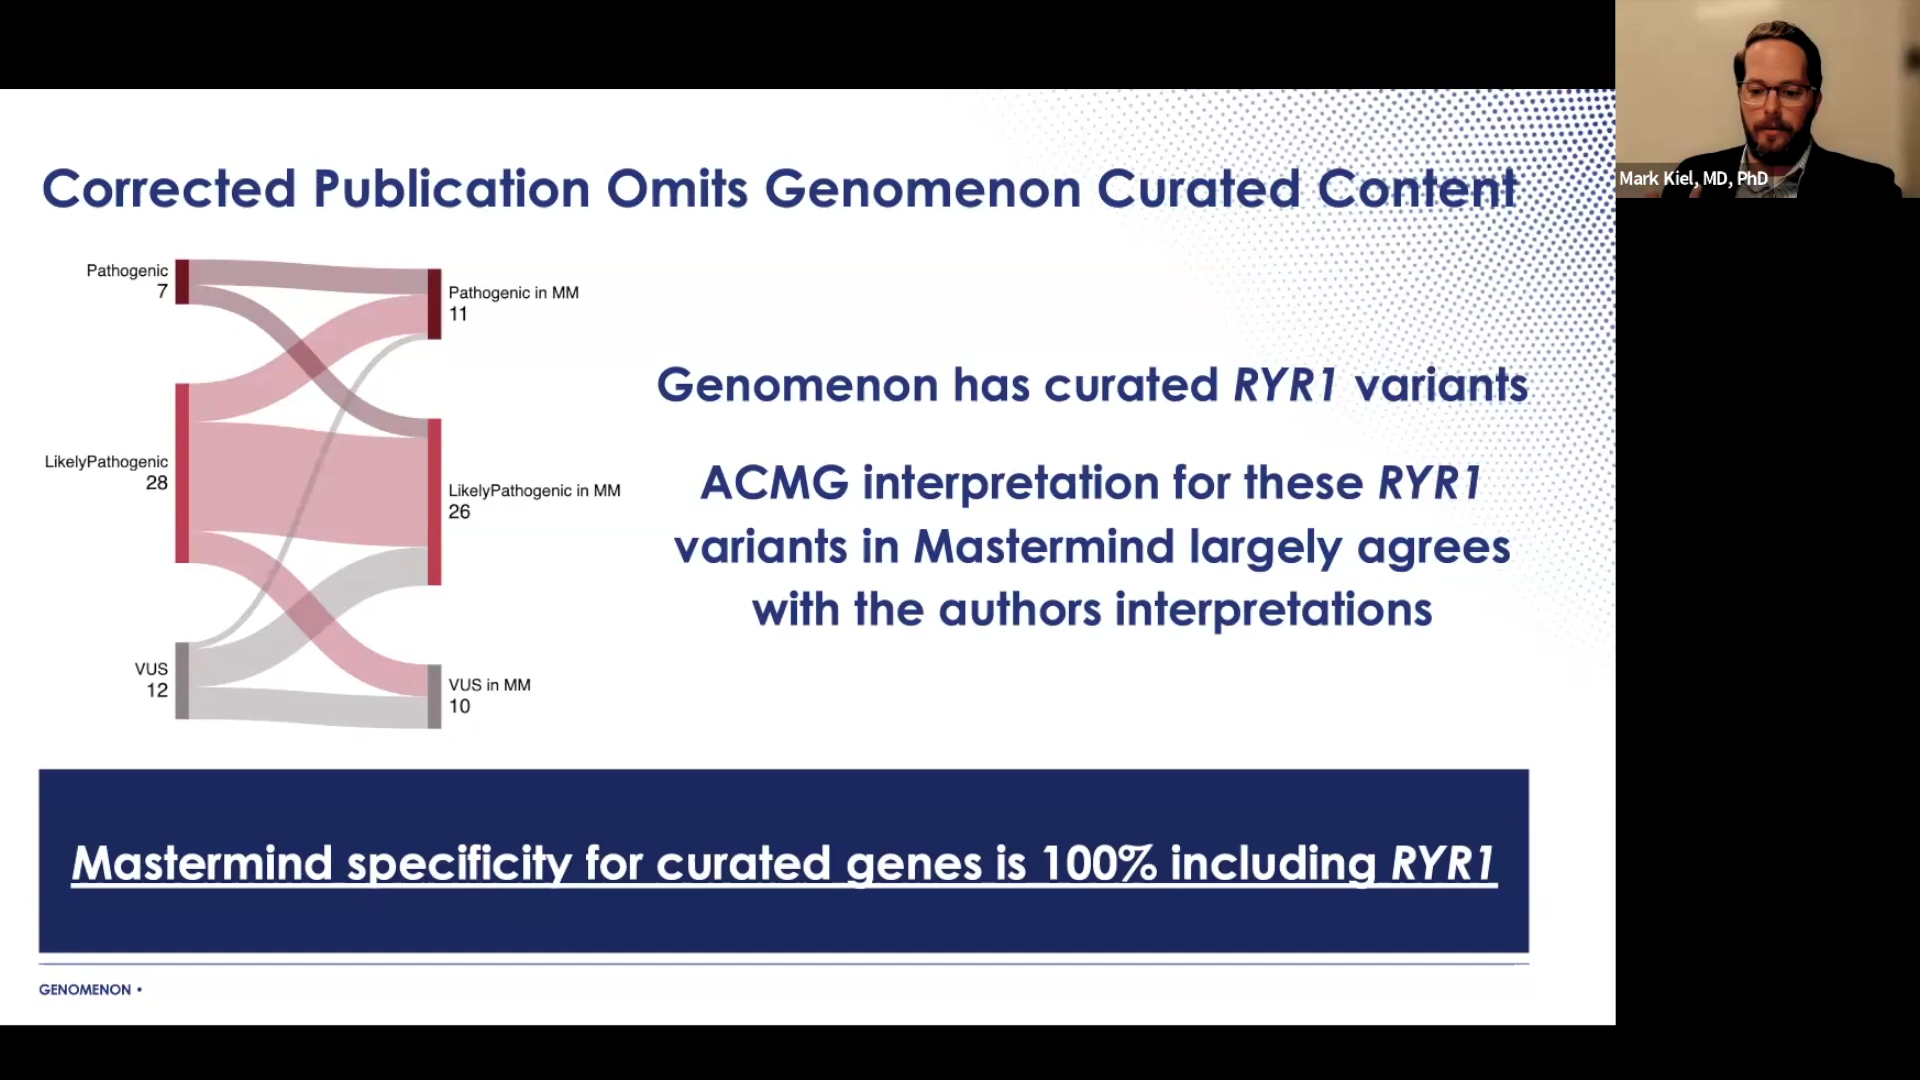 Mark Kiel, MD, PhD
Corrected Publication Omits Genomenon Curated Content
Pathogenic
7
Pathogenic in MM
11
LikelyPathogenic
28
LikelyPathogenic in MM
26
VUS
12
VUS in MM
10
Genomenon has curated RYR1 variants
ACMG interpretation for these RYR1
variants in Mastermind largely agrees
with the authors interpretations
Mastermind specificity for curated genes is 100% including RYR1
GENOMENON •